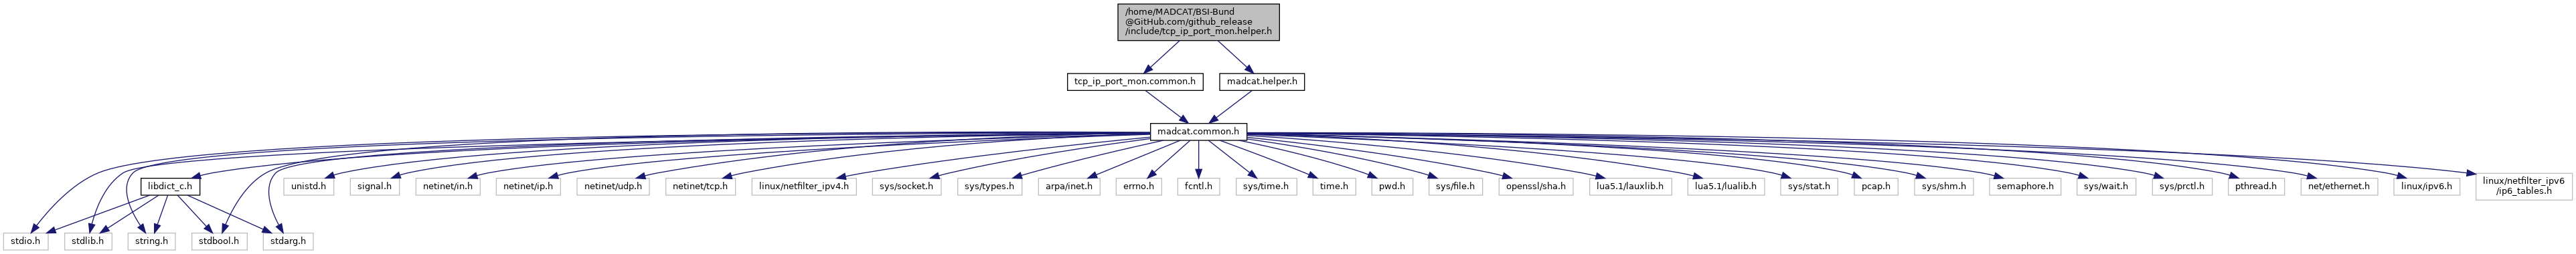 /home/MADCAT/BSI-Bund
@GitHub.com/github_release
/include/tcp_ip_port_mon.helper.h
tcp_ip_port_mon.common.h
madcat.helper.h
madcat.common.h
libdict_c.h
unistd.h
signal.h
netinet/in.h
netinet/ip.h
netinet/udp.h
netinet/tcp.h
linux/netfilter_ipv4.h
sys/socket.h
sys/types.h
arpa/inet.h
errno.h
fcntl.h
sys/time.h
time.h
pwd.h
sys/file.h
openssl/sha.h
lua5.1/lauxlib.h
lua5.1/lualib.h
sys/stat.h
pcap.h
sys/shm.h
semaphore.h
sys/wait.h
sys/prctl.h
pthread.h
net/ethernet.h
linux/ipv6.h
linux/netfilter_ipv6
/ip6_tables.h
stdio.h
stdlib.h
string.h
stdbool.h
stdarg.h